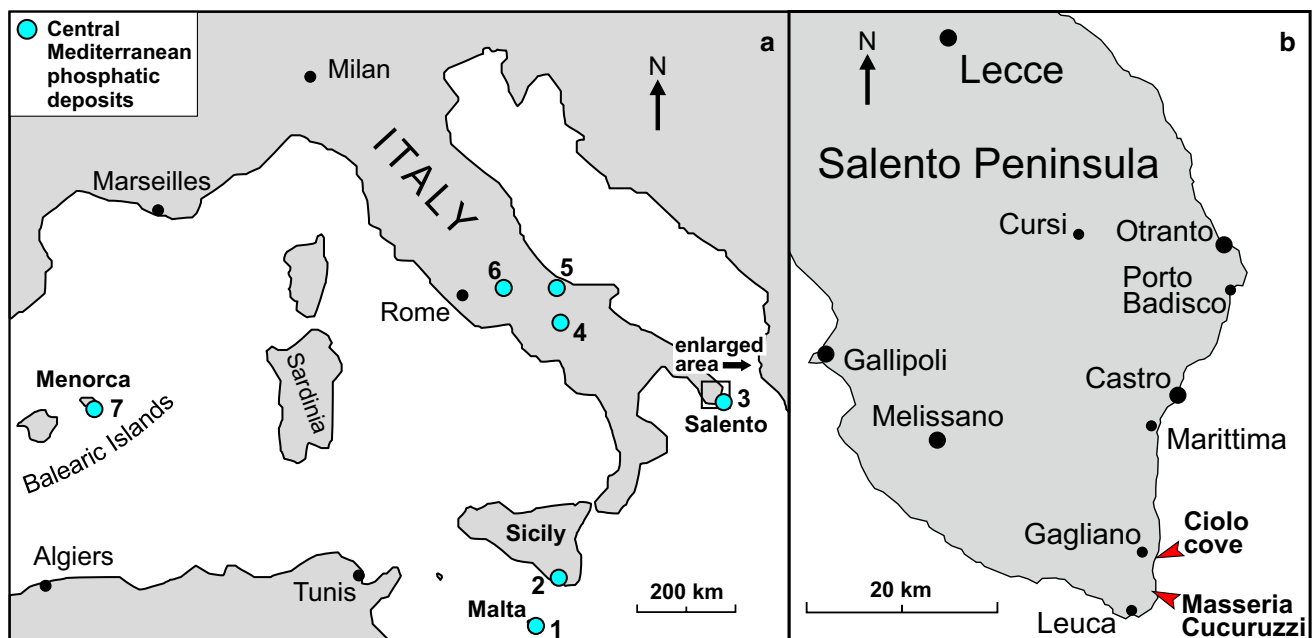 Central
Mediterranean
phosphatic
deposits
a
Milan
N
ITALY
Marseilles
6
5
Rome
4
enlarged
area
3
Salento
Menorca
7
Balearic Islands
Sardinia
Sicily
Algiers
Tunis
2
Malta
1
200 km
b
N
Lecce
Salento Peninsula
Cursi
Otranto
Porto
Badisco
Gallipoli
Castro
Melissano
Marittima
Gagliano
Ciolo
cove
20 km
Leuca
Masseria
Cucuruzzi